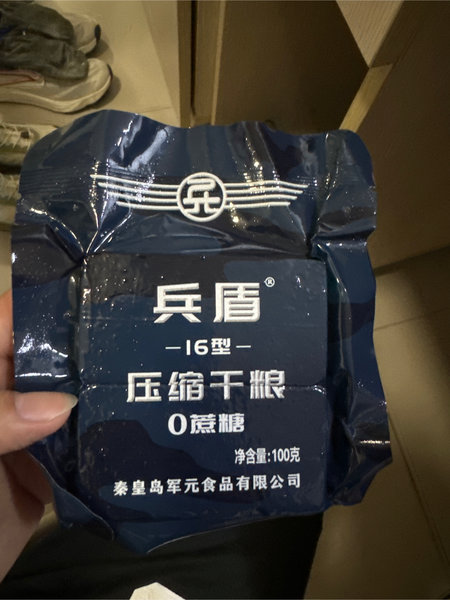 兵盾®
—16型—
压缩干粮
0蔗糖
净含量:100克
秦皇岛军元食品有限公司